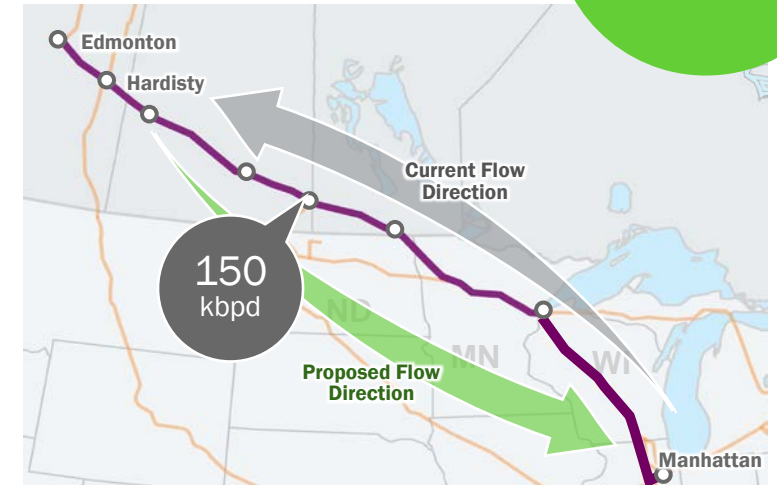 Edmonton
Hardisty
Current Flow
Direction
150
kbpd
ND
MN
WI
Proposed Flow
Direction
Manhattan